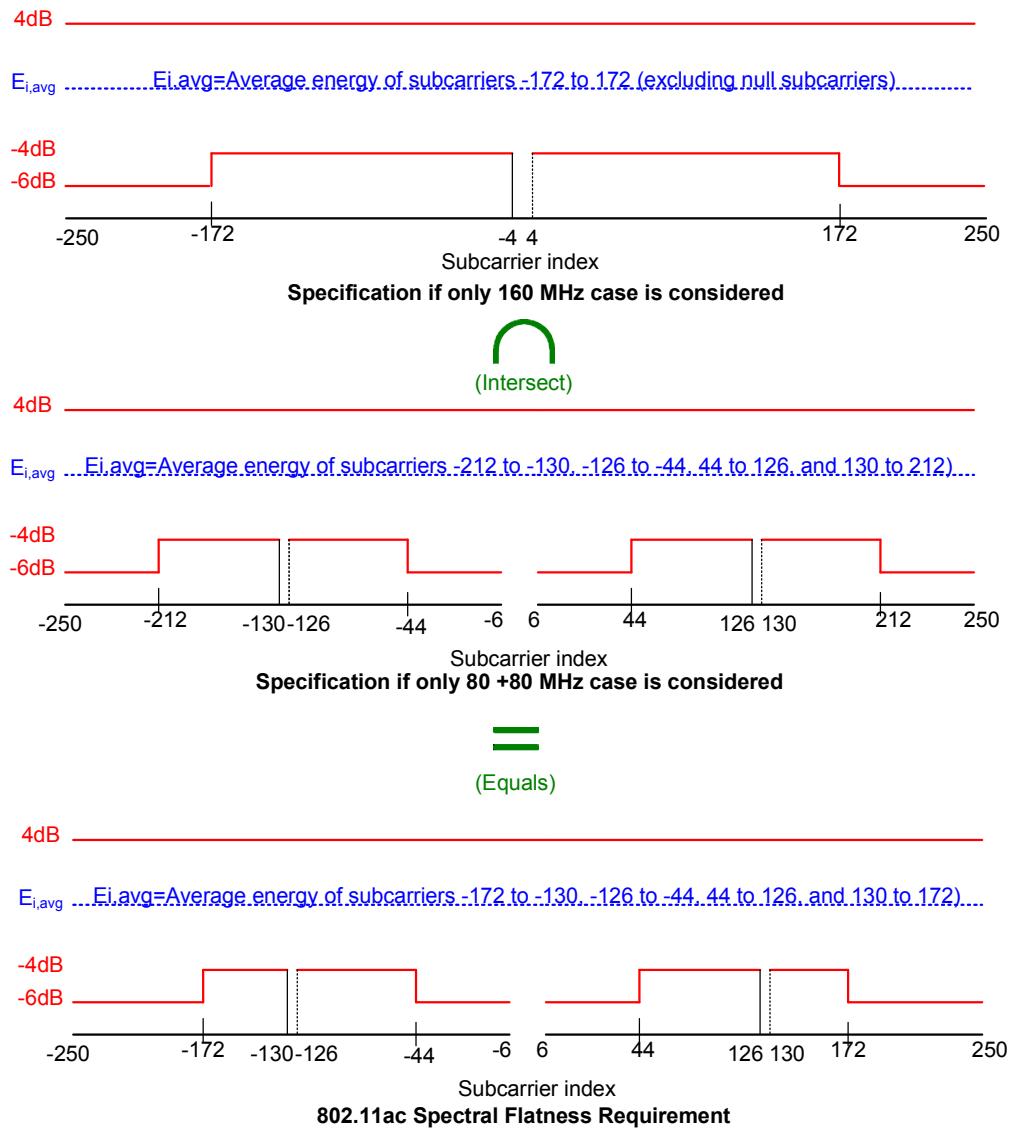 4dB
Ei,avg Ei.avg=Average energy of subcarriers -172 to 172 (excluding null subcarriers)
-4dB
-6dB
-250 -172 -4 4 172 250
Subcarrier index
Specification if only 160 MHz case is considered
(Intersect)
4dB
Ei,avg Ei.avg=Average energy of subcarriers -212 to -130, -126 to -44, 44 to 126, and 130 to 212)
-4dB
-6dB
-250 -212 -130 -126 -44 -6 6 44 126 130 212 250
Subcarrier index
Specification if only 80 +80 MHz case is considered
(Equals)
4dB
Ei,avg Ei.avg=Average energy of subcarriers -172 to -130, -126 to -44, 44 to 126, and 130 to 172)
-4dB
-6dB
-250 -172 -130 -126 -44 -6 6 44 126 130 172 250
Subcarrier index
802.11ac Spectral Flatness Requirement